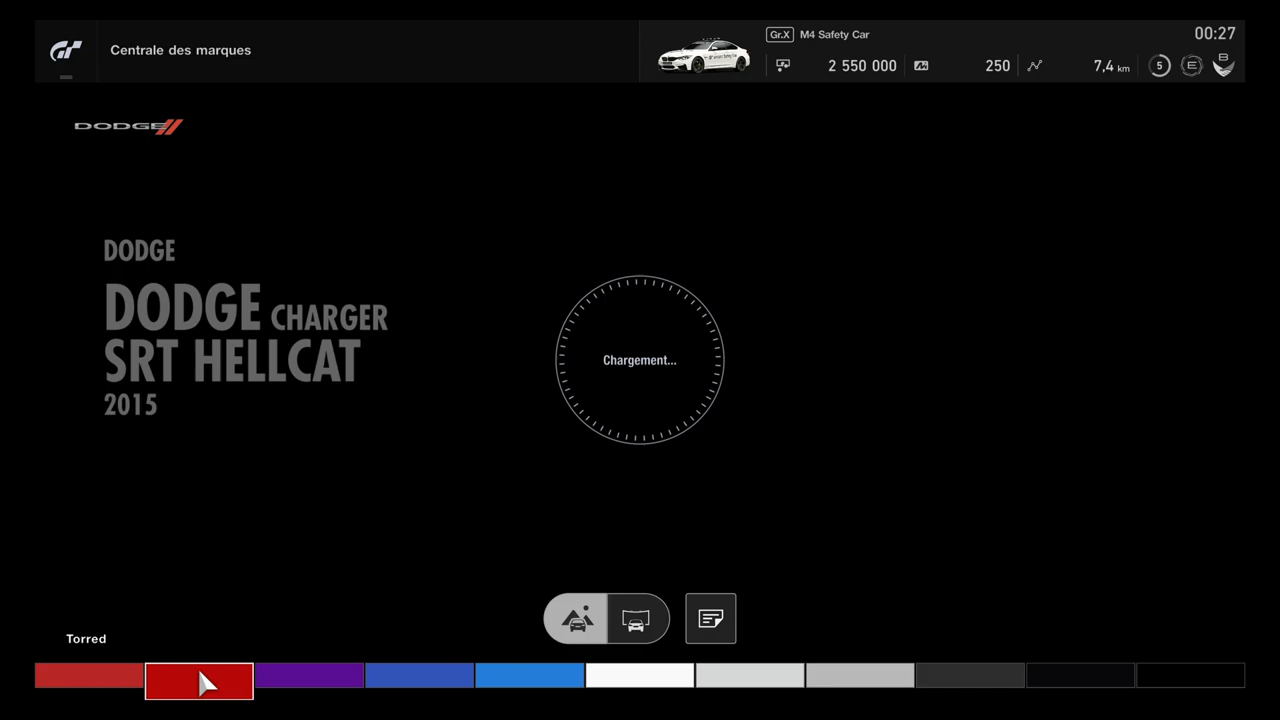 Centrale des marques
Gr.X M4 Safety Car
00:27
2 550 000
250
7,4 km
5
E
B
DODGE
DODGE
DODGE CHARGER
SRT HELLCAT
2015
Chargement...
Torred